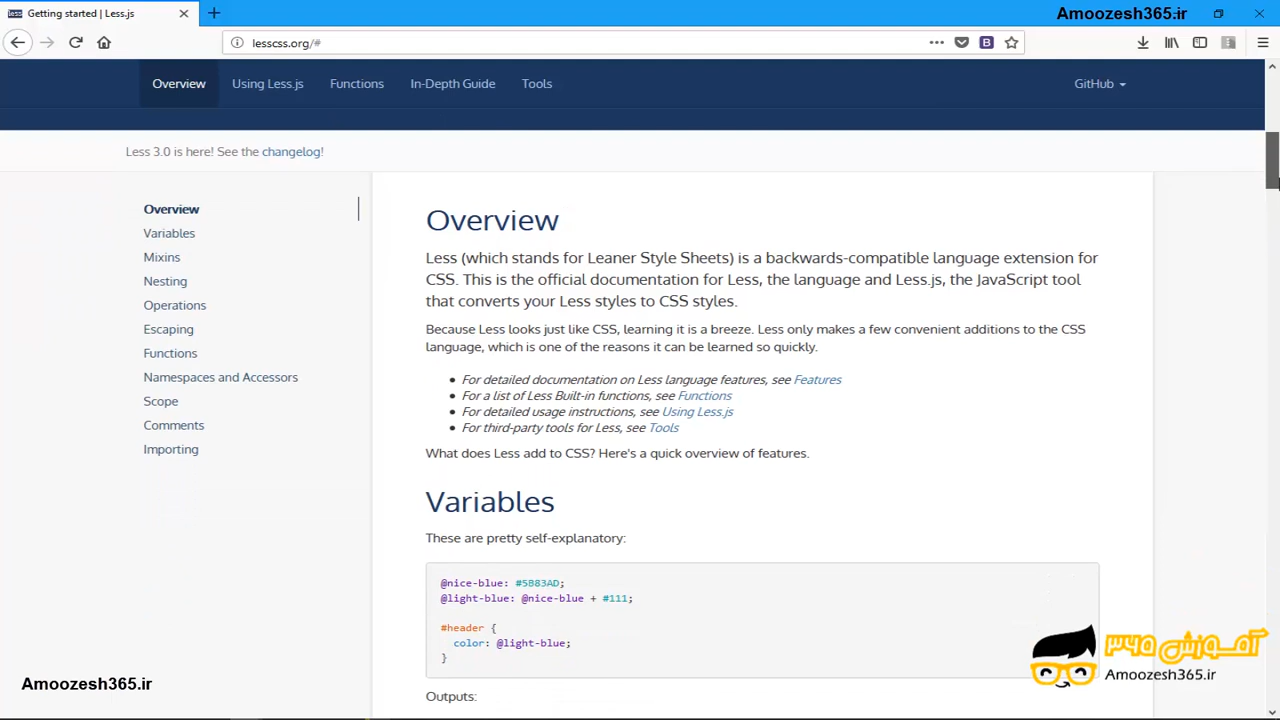 Getting started | Less.js
Amoozesh365.ir
lesscss.org/#
Overview
Using Less.js
Functions
In-Depth Guide
Tools
GitHub
Less 3.0 is here! See the changelog!
Overview
Variables
Mixins
Nesting
Operations
Escaping
Functions
Namespaces and Accessors
Scope
Comments
Importing
Overview
Less (which stands for Leaner Style Sheets) is a backwards-compatible language extension for
CSS. This is the official documentation for Less, the language and Less.js, the JavaScript tool
that converts your Less styles to CSS styles.
Because Less looks just like CSS, learning it is a breeze. Less only makes a few convenient additions to the CSS
language, which is one of the reasons it can be learned so quickly.
• For detailed documentation on Less language features, see Features
• For a list of Less Built-in functions, see Functions
• For detailed usage instructions, see Using Less.js
• For third-party tools for Less, see Tools
What does Less add to CSS? Here's a quick overview of features.
Variables
These are pretty self-explanatory:
@nice-blue: #5B83AD;
@light-blue: @nice-blue + #111;
#header {
color: @light-blue;
}
Outputs:
آموزش ۳۶۵
Amoozesh365.ir
Amoozesh365.ir